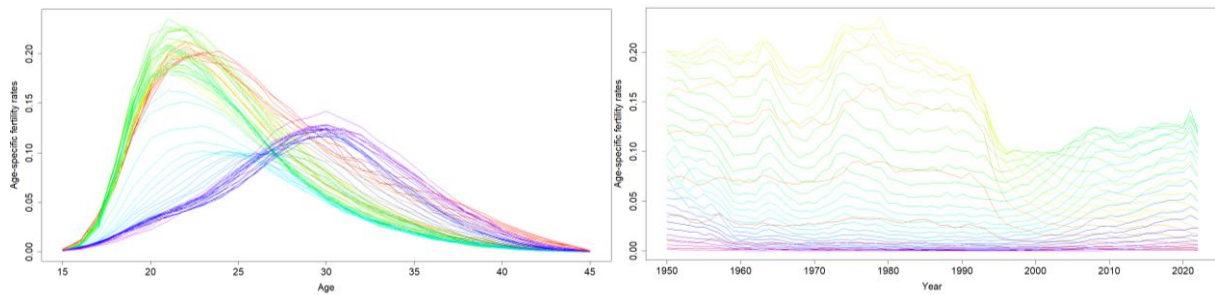 Age-specific fertility rates
0.00 0.05 0.10 0.15 0.20
15 20 25 30 35 40 45
Age
Age-specific fertility rates
0.00 0.05 0.10 0.15 0.20
1950 1960 1970 1980 1990 2000 2010 2020
Year